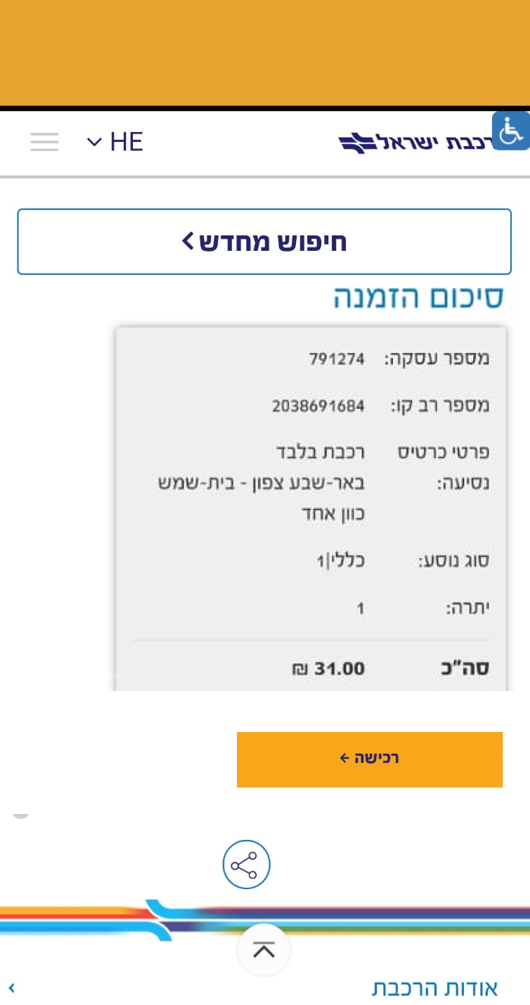 רכבת ישראל
HE
חיפוש מחדש
סיכום הזמנה
מספר עסקה: 791274
מספר רב קו: 2038691684
פרטי כרטיס רכבת בלבד
נסיעה: באר-שבע צפון - בית-שמש
כוון אחד
סוג נוסע: כללי|1
יתרה: 1
סה"כ 31.00 ₪
רכישה
אודות הרכבת